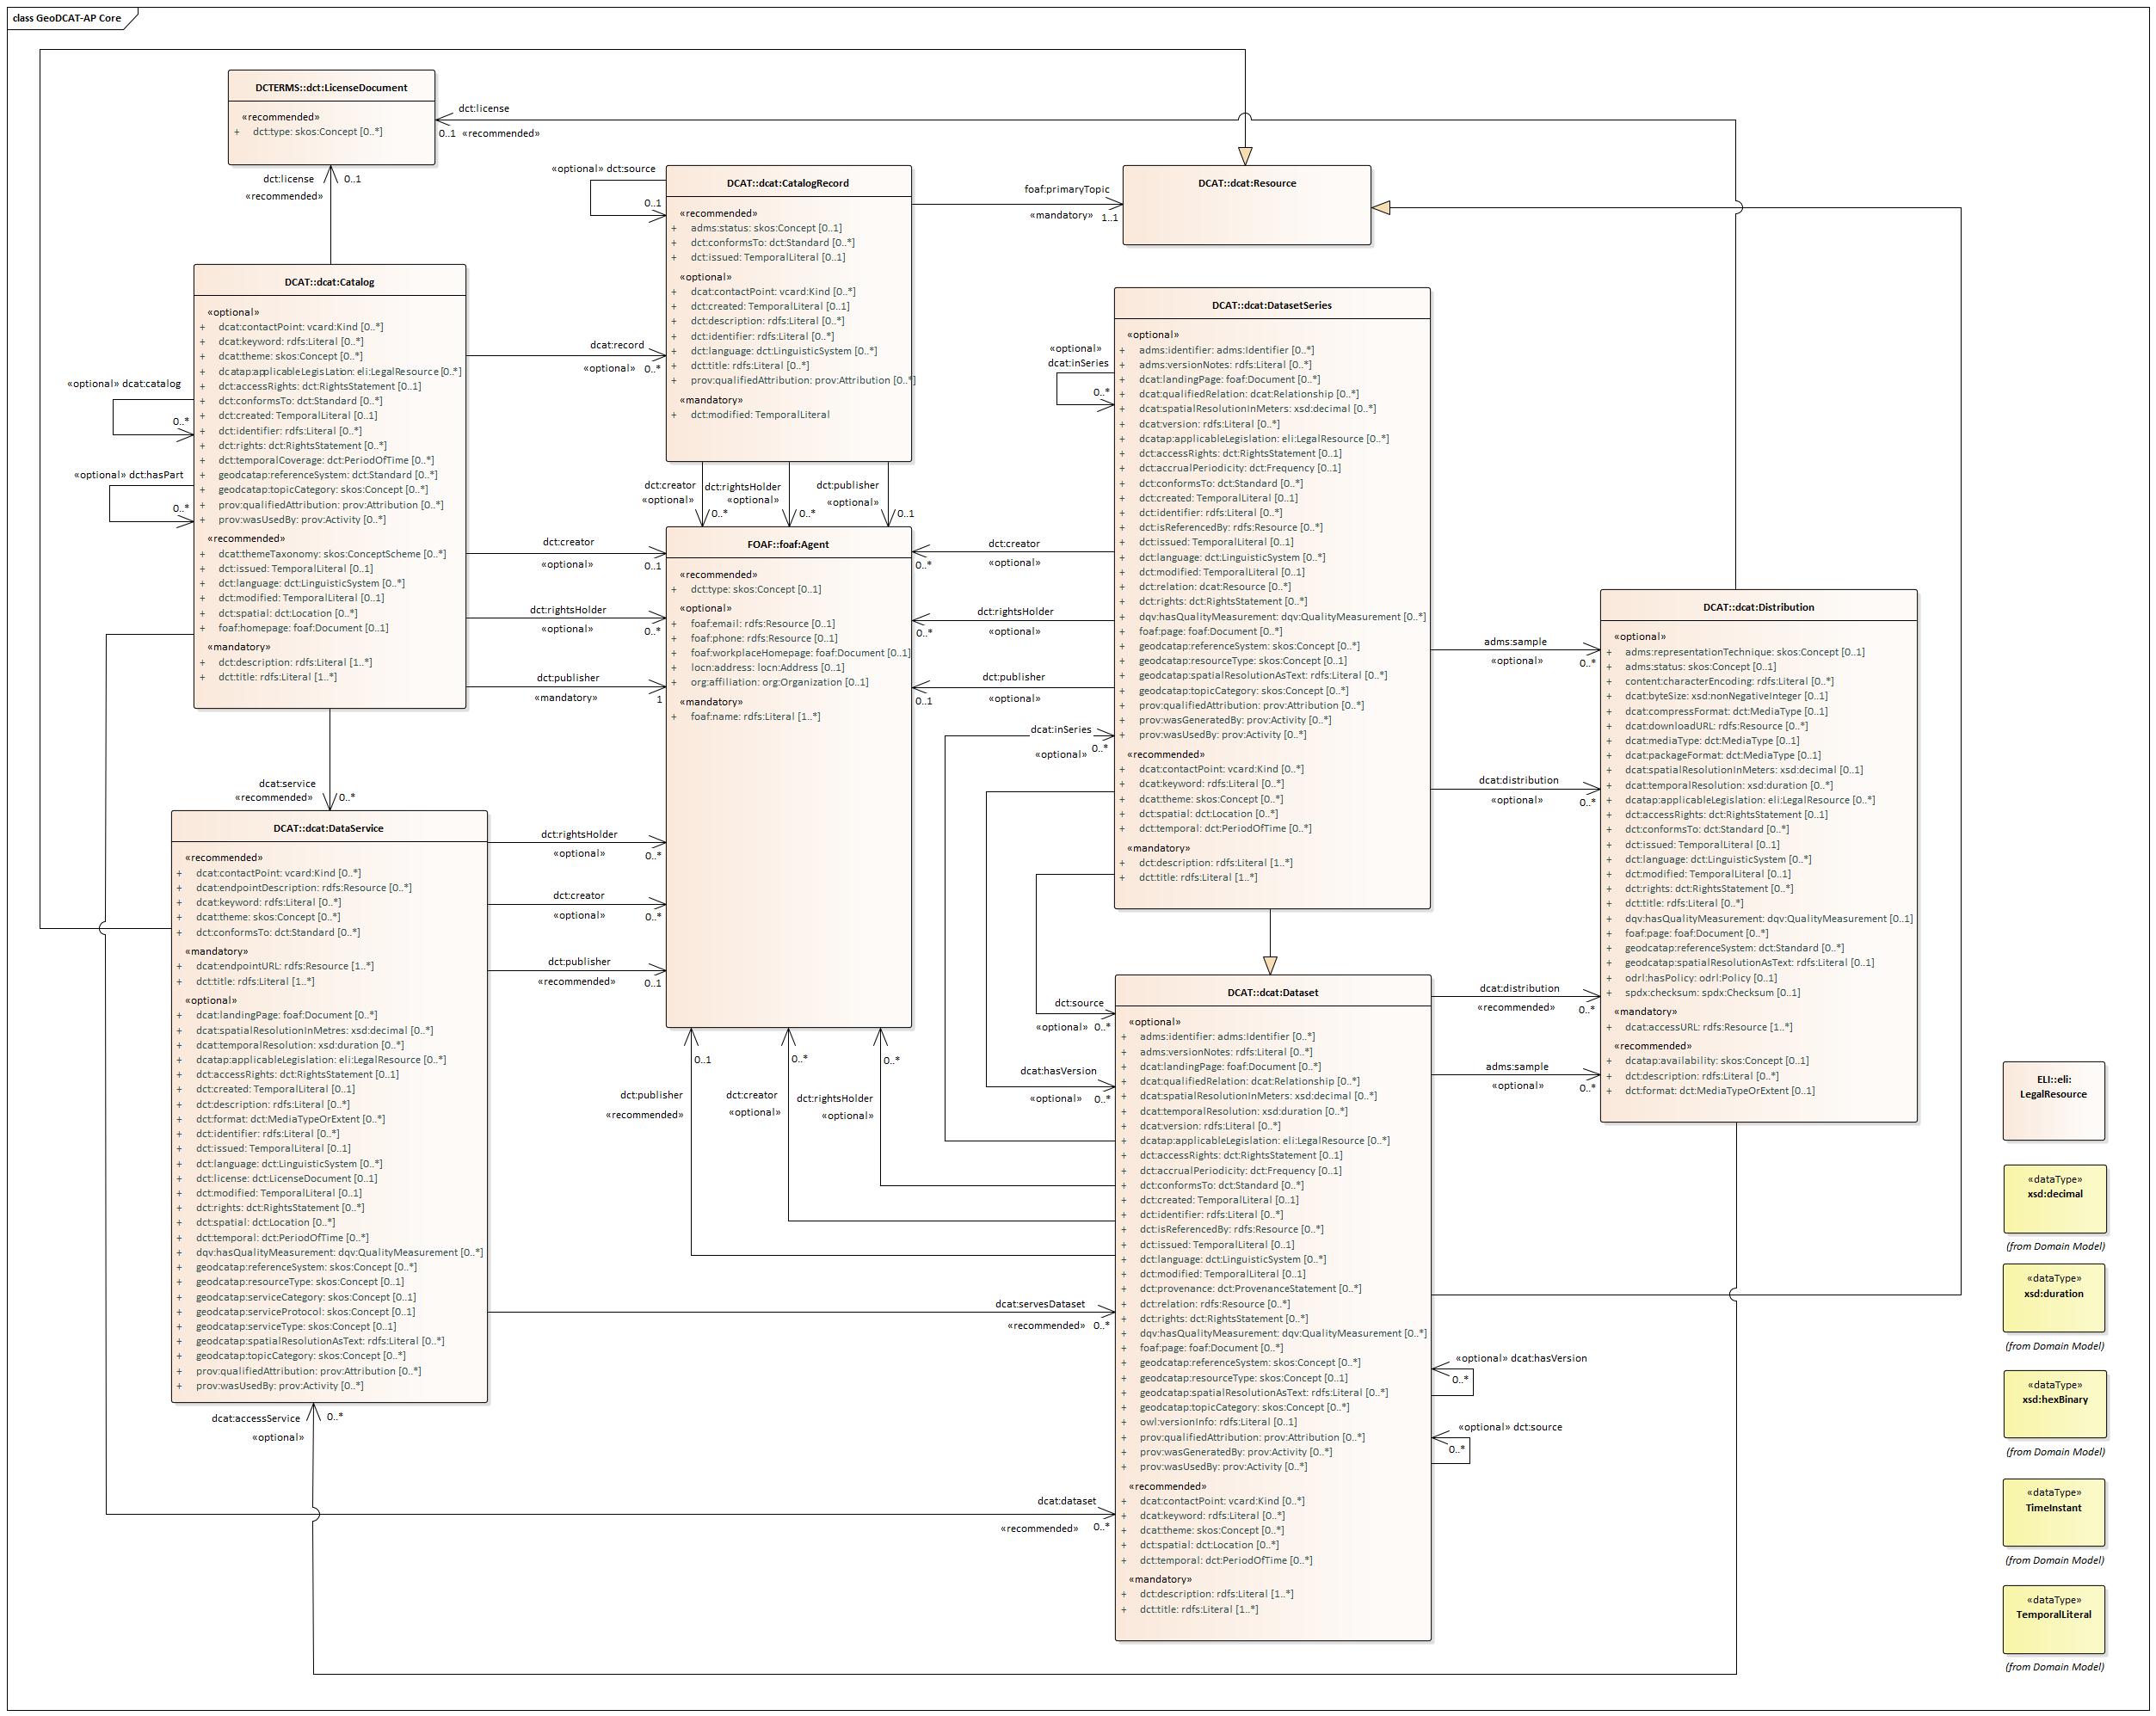 class GeoDCAT-AP Core
DCTERMS::dct:LicenseDocument
«recommended»
+ dct:type: skos:Concept [0..*]
dct:license
0..1 «recommended»
dct:license 0..1
«recommended»
«optional» dct:source
0..1
DCAT::dcat:CatalogRecord
«recommended»
+ adms:status: skos:Concept [0..1]
+ dct:conformsTo: dct:Standard [0..*]
+ dct:issued: TemporalLiteral [0..1]
«optional»
+ dcat:contactPoint: vcard:Kind [0..*]
+ dct:created: TemporalLiteral [0..1]
+ dct:description: rdfs:Literal [0..*]
+ dct:identifier: rdfs:Literal [0..*]
+ dct:language: dct:LinguisticSystem [0..*]
+ dct:title: rdfs:Literal [0..*]
+ prov:qualifiedAttribution: prov:Attribution [0..*]
«mandatory»
+ dct:modified: TemporalLiteral
foaf:primaryTopic
«mandatory» 1..1
DCAT::dcat:Resource
DCAT::dcat:Catalog
«optional»
+ dcat:contactPoint: vcard:Kind [0..*]
+ dcat:keyword: rdfs:Literal [0..*]
+ dcat:theme: skos:Concept [0..*]
+ dcatap:applicableLegislation: eli:LegalResource [0..*]
+ dct:accessRights: dct:RightsStatement [0..1]
+ dct:conformsTo: dct:Standard [0..*]
+ dct:created: TemporalLiteral [0..1]
+ dct:identifier: rdfs:Literal [0..*]
+ dct:rights: dct:RightsStatement [0..*]
+ dct:temporalCoverage: dct:PeriodOfTime [0..*]
+ geodcatap:referenceSystem: dct:Standard [0..*]
+ geodcatap:topicCategory: skos:Concept [0..*]
+ prov:qualifiedAttribution: prov:Attribution [0..*]
+ prov:wasUsedBy: prov:Activity [0..*]
«recommended»
+ dcat:themeTaxonomy: skos:ConceptScheme [0..*]
+ dct:issued: TemporalLiteral [0..1]
+ dct:language: dct:LinguisticSystem [0..*]
+ dct:modified: TemporalLiteral [0..1]
+ dct:spatial: dct:Location [0..*]
+ foaf:homepage: foaf:Document [0..1]
«mandatory»
+ dct:description: rdfs:Literal [1..*]
+ dct:title: rdfs:Literal [1..*]
«optional» dcat:catalog
0..*
«optional» dct:hasPart
0..*
dcat:record
«optional» 0..*
dct:creator
«optional»
0..*
dct:rightsHolder
«optional»
0..*
dct:publisher
«optional»
0..1
dct:creator
«optional» 0..1
dct:rightsHolder
«optional» 0..*
dct:publisher
«mandatory» 1
FOAF::foaf:Agent
«recommended»
+ dct:type: skos:Concept [0..1]
«optional»
+ foaf:email: rdfs:Resource [0..1]
+ foaf:phone: rdfs:Resource [0..1]
+ foaf:workplaceHomepage: foaf:Document [0..1]
+ locn:address: locn:Address [0..1]
+ org:affiliation: org:Organization [0..1]
«mandatory»
+ foaf:name: rdfs:Literal [1..*]
dct:creator
0..* «optional»
dct:rightsHolder
0..* «optional»
dct:publisher
0..1 «optional»
«optional»
dcat:inSeries
0..*
DCAT::dcat:DatasetSeries
«optional»
+ adms:identifier: adms:Identifier [0..*]
+ adms:versionNotes: rdfs:Literal [0..*]
+ dcat:landingPage: foaf:Document [0..*]
+ dcat:qualifiedRelation: dcat:Relationship [0..*]
+ dcat:spatialResolutionInMeters: xsd:decimal [0..*]
+ dcat:version: rdfs:Literal [0..*]
+ dcatap:applicableLegislation: eli:LegalResource [0..*]
+ dct:accessRights: dct:RightsStatement [0..1]
+ dct:accrualPeriodicity: dct:Frequency [0..1]
+ dct:conformsTo: dct:Standard [0..*]
+ dct:created: TemporalLiteral [0..1]
+ dct:identifier: rdfs:Literal [0..*]
+ dct:isReferencedBy: rdfs:Resource [0..*]
+ dct:issued: TemporalLiteral [0..1]
+ dct:language: dct:LinguisticSystem [0..*]
+ dct:modified: TemporalLiteral [0..1]
+ dct:relation: dcat:Resource [0..*]
+ dct:rights: dct:RightsStatement [0..*]
+ dqv:hasQualityMeasurement: dqv:QualityMeasurement [0..*]
+ foaf:page: foaf:Document [0..*]
+ geodcatap:referenceSystem: skos:Concept [0..*]
+ geodcatap:resourceType: skos:Concept [0..1]
+ geodcatap:spatialResolutionAsText: rdfs:Literal [0..*]
+ geodcatap:topicCategory: skos:Concept [0..*]
+ prov:qualifiedAttribution: prov:Attribution [0..*]
+ prov:wasGeneratedBy: prov:Activity [0..*]
+ prov:wasUsedBy: prov:Activity [0..*]
«recommended»
+ dcat:contactPoint: vcard:Kind [0..*]
+ dcat:keyword: rdfs:Literal [0..*]
+ dcat:theme: skos:Concept [0..*]
+ dct:spatial: dct:Location [0..*]
+ dct:temporal: dct:PeriodOfTime [0..*]
«mandatory»
+ dct:description: rdfs:Literal [1..*]
+ dct:title: rdfs:Literal [1..*]
dcat:inSeries
«optional» 0..*
adms:sample
«optional» 0..*
dcat:distribution
«optional» 0..*
DCAT::dcat:Distribution
«optional»
+ adms:representationTechnique: skos:Concept [0..1]
+ adms:status: skos:Concept [0..1]
+ content:characterEncoding: rdfs:Literal [0..*]
+ dcat:byteSize: xsd:nonNegativeInteger [0..1]
+ dcat:compressFormat: dct:MediaType [0..1]
+ dcat:downloadURL: rdfs:Resource [0..*]
+ dcat:mediaType: dct:MediaType [0..1]
+ dcat:packageFormat: dct:MediaType [0..1]
+ dcat:spatialResolutionInMeters: xsd:decimal [0..1]
+ dcat:temporalResolution: xsd:duration [0..*]
+ dcatap:applicableLegislation: eli:LegalResource [0..*]
+ dct:accessRights: dct:RightsStatement [0..1]
+ dct:conformsTo: dct:Standard [0..*]
+ dct:issued: TemporalLiteral [0..1]
+ dct:language: dct:LinguisticSystem [0..*]
+ dct:modified: TemporalLiteral [0..1]
+ dct:rights: dct:RightsStatement [0..*]
+ dct:title: rdfs:Literal [0..*]
+ dqv:hasQualityMeasurement: dqv:QualityMeasurement [0..1]
+ foaf:page: foaf:Document [0..*]
+ geodcatap:referenceSystem: dct:Standard [0..*]
+ geodcatap:spatialResolutionAsText: rdfs:Literal [0..1]
+ odrl:hasPolicy: odrl:Policy [0..1]
+ spdx:checksum: spdx:Checksum [0..1]
«mandatory»
+ dcat:accessURL: rdfs:Resource [1..*]
«recommended»
+ dcatap:availability: skos:Concept [0..1]
+ dct:description: rdfs:Literal [0..*]
+ dct:format: dct:MediaTypeOrExtent [0..1]
dcat:service
«recommended» 0..*
DCAT::dcat:DataService
«recommended»
+ dcat:contactPoint: vcard:Kind [0..*]
+ dcat:endpointDescription: rdfs:Resource [0..*]
+ dcat:keyword: rdfs:Literal [0..*]
+ dcat:theme: skos:Concept [0..*]
+ dct:conformsTo: dct:Standard [0..*]
«mandatory»
+ dcat:endpointURL: rdfs:Resource [1..*]
+ dct:title: rdfs:Literal [1..*]
«optional»
+ dcat:landingPage: foaf:Document [0..*]
+ dcat:spatialResolutionInMetres: xsd:decimal [0..*]
+ dcat:temporalResolution: xsd:duration [0..*]
+ dcatap:applicableLegislation: eli:LegalResource [0..*]
+ dct:accessRights: dct:RightsStatement [0..1]
+ dct:created: TemporalLiteral [0..1]
+ dct:description: rdfs:Literal [0..*]
+ dct:format: dct:MediaTypeOrExtent [0..*]
+ dct:identifier: rdfs:Literal [0..*]
+ dct:issued: TemporalLiteral [0..1]
+ dct:language: dct:LinguisticSystem [0..*]
+ dct:license: dct:LicenseDocument [0..1]
+ dct:modified: TemporalLiteral [0..1]
+ dct:rights: dct:RightsStatement [0..*]
+ dct:spatial: dct:Location [0..*]
+ dct:temporal: dct:PeriodOfTime [0..*]
+ dqv:hasQualityMeasurement: dqv:QualityMeasurement [0..*]
+ geodcatap:referenceSystem: skos:Concept [0..*]
+ geodcatap:resourceType: skos:Concept [0..1]
+ geodcatap:serviceCategory: skos:Concept [0..1]
+ geodcatap:serviceProtocol: skos:Concept [0..1]
+ geodcatap:serviceType: skos:Concept [0..1]
+ geodcatap:spatialResolutionAsText: rdfs:Literal [0..*]
+ geodcatap:topicCategory: skos:Concept [0..*]
+ prov:qualifiedAttribution: prov:Attribution [0..*]
+ prov:wasUsedBy: prov:Activity [0..*]
dct:rightsHolder
«optional» 0..*
dct:creator
«optional» 0..*
dct:publisher
«recommended» 0..1
0..1
dct:publisher
«recommended»
0..*
dct:creator
«optional»
0..*
dct:rightsHolder
«optional»
dct:source
«optional» 0..*
dcat:hasVersion
«optional» 0..*
DCAT::dcat:Dataset
«optional»
+ adms:identifier: adms:Identifier [0..*]
+ adms:versionNotes: rdfs:Literal [0..*]
+ dcat:landingPage: foaf:Document [0..*]
+ dcat:qualifiedRelation: dcat:Relationship [0..*]
+ dcat:spatialResolutionInMeters: xsd:decimal [0..*]
+ dcat:temporalResolution: xsd:duration [0..*]
+ dcat:version: rdfs:Literal [0..*]
+ dcatap:applicableLegislation: eli:LegalResource [0..*]
+ dct:accessRights: dct:RightsStatement [0..1]
+ dct:accrualPeriodicity: dct:Frequency [0..1]
+ dct:conformsTo: dct:Standard [0..*]
+ dct:created: TemporalLiteral [0..1]
+ dct:identifier: rdfs:Literal [0..*]
+ dct:isReferencedBy: rdfs:Resource [0..*]
+ dct:issued: TemporalLiteral [0..1]
+ dct:language: dct:LinguisticSystem [0..*]
+ dct:modified: TemporalLiteral [0..1]
+ dct:provenance: dct:ProvenanceStatement [0..*]
+ dct:relation: rdfs:Resource [0..*]
+ dct:rights: dct:RightsStatement [0..*]
+ dqv:hasQualityMeasurement: dqv:QualityMeasurement [0..*]
+ foaf:page: foaf:Document [0..*]
+ geodcatap:referenceSystem: skos:Concept [0..*]
+ geodcatap:resourceType: skos:Concept [0..1]
+ geodcatap:spatialResolutionAsText: rdfs:Literal [0..*]
+ geodcatap:topicCategory: skos:Concept [0..*]
+ owl:versionInfo: rdfs:Literal [0..1]
+ prov:qualifiedAttribution: prov:Attribution [0..*]
+ prov:wasGeneratedBy: prov:Activity [0..*]
+ prov:wasUsedBy: prov:Activity [0..*]
«recommended»
+ dcat:contactPoint: vcard:Kind [0..*]
+ dcat:keyword: rdfs:Literal [0..*]
+ dcat:theme: skos:Concept [0..*]
+ dct:spatial: dct:Location [0..*]
+ dct:temporal: dct:PeriodOfTime [0..*]
«mandatory»
+ dct:description: rdfs:Literal [1..*]
+ dct:title: rdfs:Literal [1..*]
dcat:distribution
«recommended» 0..*
adms:sample
«optional» 0..*
dcat:servesDataset
«recommended» 0..*
«optional» dcat:hasVersion
0..*
«optional» dct:source
0..*
dcat:accessService 0..*
«optional»
dcat:dataset
«recommended» 0..*
ELI::eli:
LegalResource
«dataType»
xsd:decimal
(from Domain Model)
«dataType»
xsd:duration
(from Domain Model)
«dataType»
xsd:hexBinary
(from Domain Model)
«dataType»
TimeInstant
(from Domain Model)
«dataType»
TemporalLiteral
(from Domain Model)